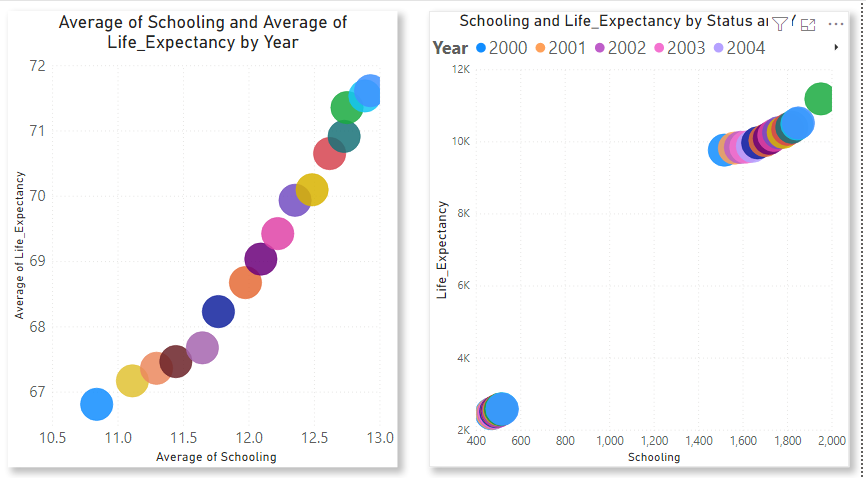 Average of Schooling and Average of
Life_Expectancy by Year
72
71
70
69
68
67
Average of Life_Expectancy
10.5 11.0 11.5 12.0 12.5 13.0
Average of Schooling
Schooling and Life_Expectancy by Status
Year 2000 2001 2002 2003 2004
12K
10K
8K
6K
4K
2K
Life_Expectancy
400 600 800 1,000 1,200 1,400 1,600 1,800 2,000
Schooling